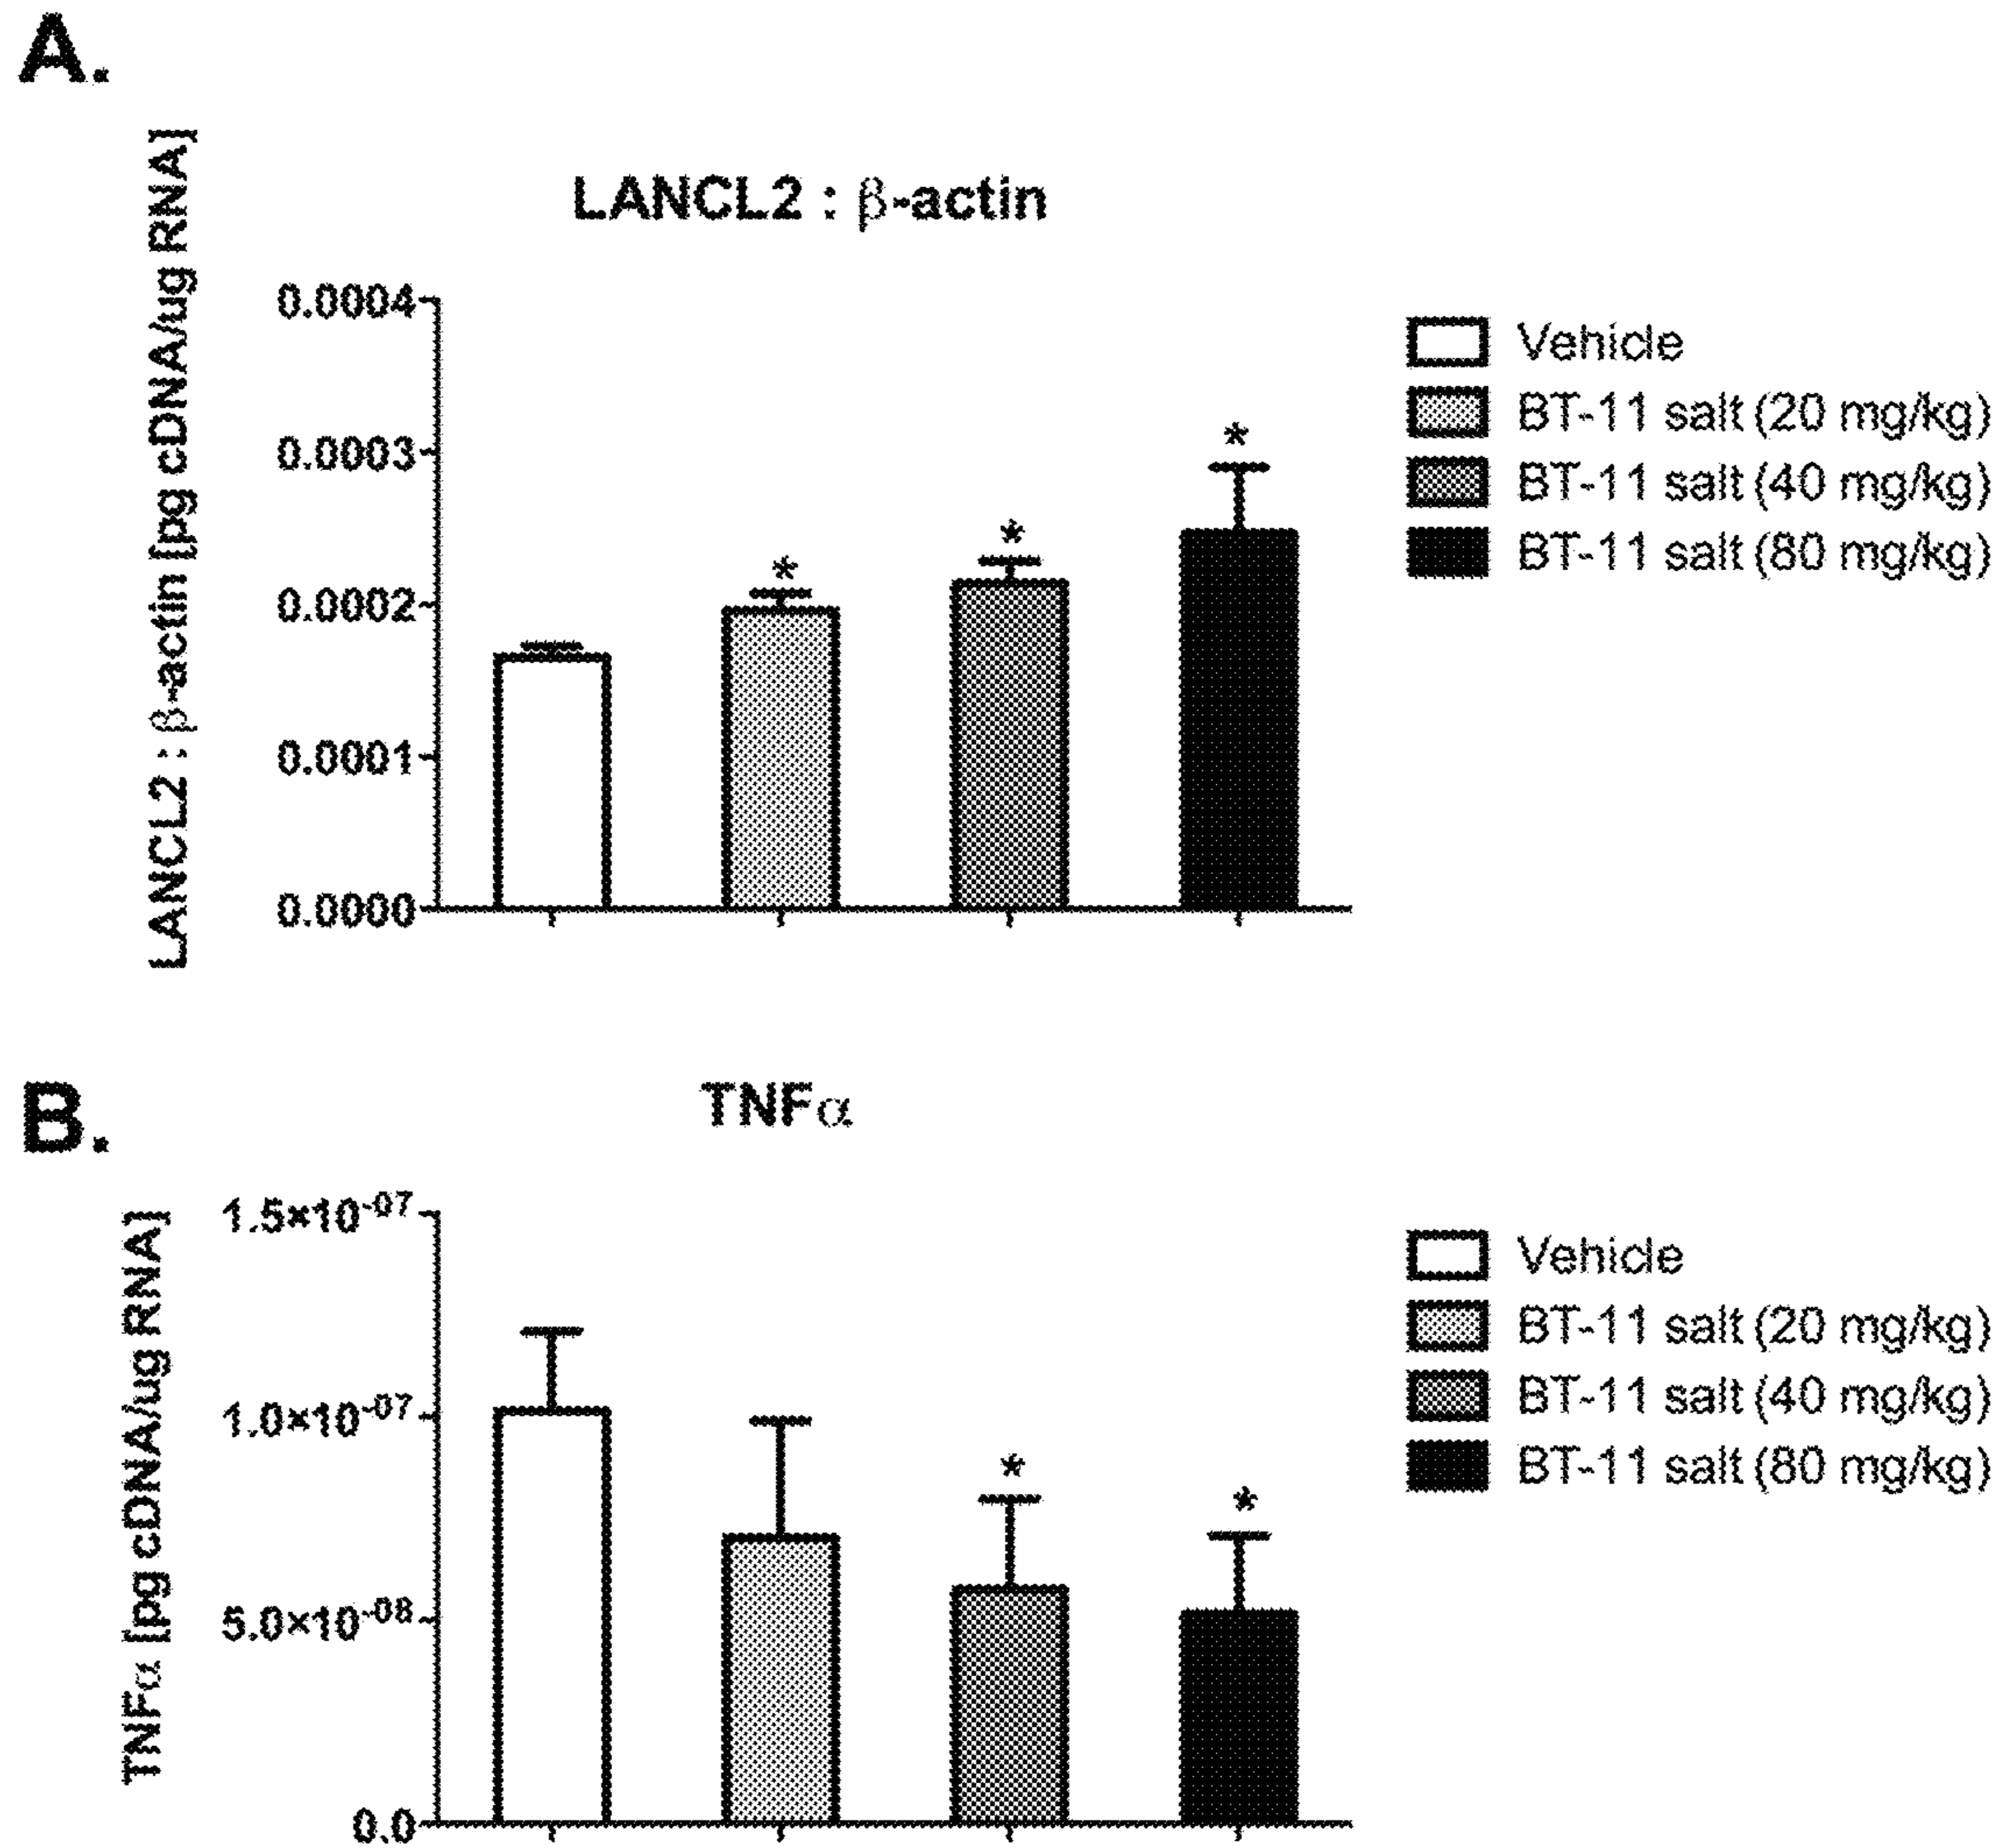 A.
LANCL2 : β-actin
LANCL2 : β-actin [pg cDNA/ug RNA]
0.0004
0.0003
0.0002
0.0001
0.0000
*
*
*
Vehicle
BT-11 salt (20 mg/kg)
BT-11 salt (40 mg/kg)
BT-11 salt (80 mg/kg)
B.
TNFα
TNFα [pg cDNA/ug RNA]
1.5×10-07
1.0×10-07
5.0×10-08
0.0
*
*
Vehicle
BT-11 salt (20 mg/kg)
BT-11 salt (40 mg/kg)
BT-11 salt (80 mg/kg)